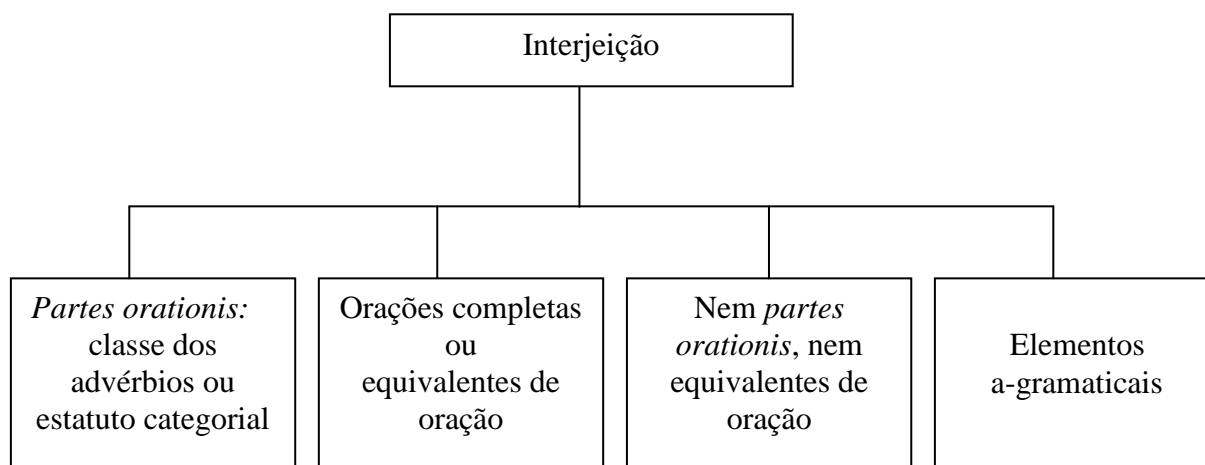 Interjeição
Partes orationis:
classe dos
advérbios ou
estatuto categorial
Orações completas
ou
equivalentes de
oração
Nem partes
orationis, nem
equivalentes de
oração
Elementos
a-gramaticais